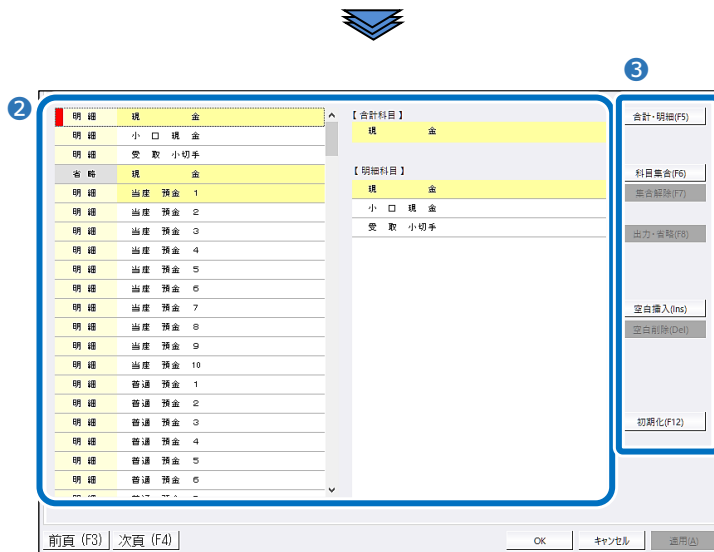 3
2
明 細 現 金
明 細 小 口 現 金
明 細 受 取 小切手
省 略 現 金
明 細 当座 預金 1
明 細 当座 預金 2
明 細 当座 預金 3
明 細 当座 預金 4
明 細 当座 預金 5
明 細 当座 預金 6
明 細 当座 預金 7
明 細 当座 預金 8
明 細 当座 預金 9
明 細 当座 預金 10
明 細 普通 預金 1
明 細 普通 預金 2
明 細 普通 預金 3
明 細 普通 預金 4
明 細 普通 預金 5
明 細 普通 預金 6
【合計科目】
現 金
【明細科目】
現 金
小 口 現 金
受 取 小切手
合計・明細(F5)
科目集合(F6)
集合解除(F7)
出力・省略(F8)
空白挿入(Ins)
空白削除(Del)
初期化(F12)
前頁 (F3) 次頁 (F4)
OK キャンセル 適用(A)